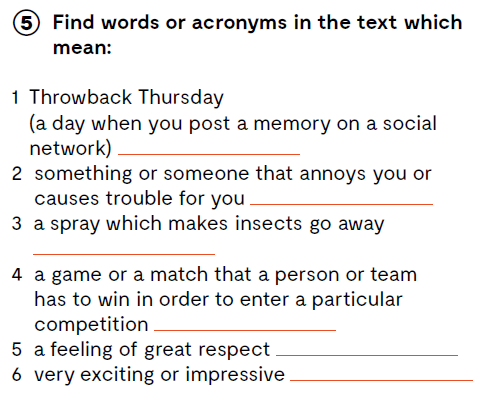 5 Find words or acronyms in the text which
mean:
1 Throwback Thursday
(a day when you post a memory on a social
network)
2 something or someone that annoys you or
causes trouble for you
3 a spray which makes insects go away
4 a game or a match that a person or team
has to win in order to enter a particular
competition
5 a feeling of great respect
6 very exciting or impressive